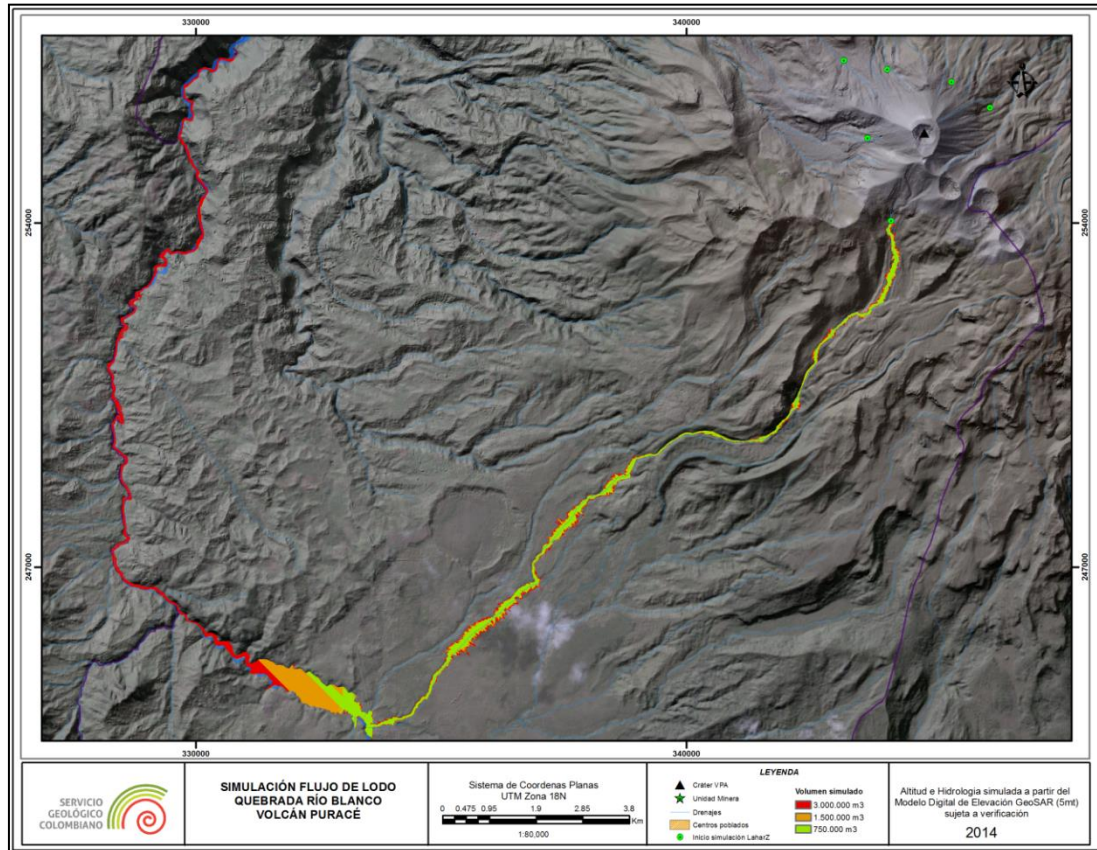 330000
340000
254000
254000
247000
247000
330000
340000
SERVICIO
GEOLÓGICO
COLOMBIANO
SIMULACIÓN FLUJO DE LODO
QUEBRADA RÍO BLANCO
VOLCÁN PURACÉ
Sistema de Coordenas Planas
UTM Zona 18N
0 0.475 0.95 1.9 2.85 3.8
Km
1:80,000
LEYENDA
Cráter VPA
Unidad Minera
Drenajes
Centros poblados
Inicio simulación LaharZ
Volumen simulado
3.000.000 m3
1.500.000 m3
750.000 m3
Altitud e Hidrologia simulada a partir del
Modelo Digital de Elevación GeoSAR (5mt)
sujeta a verificación
2014